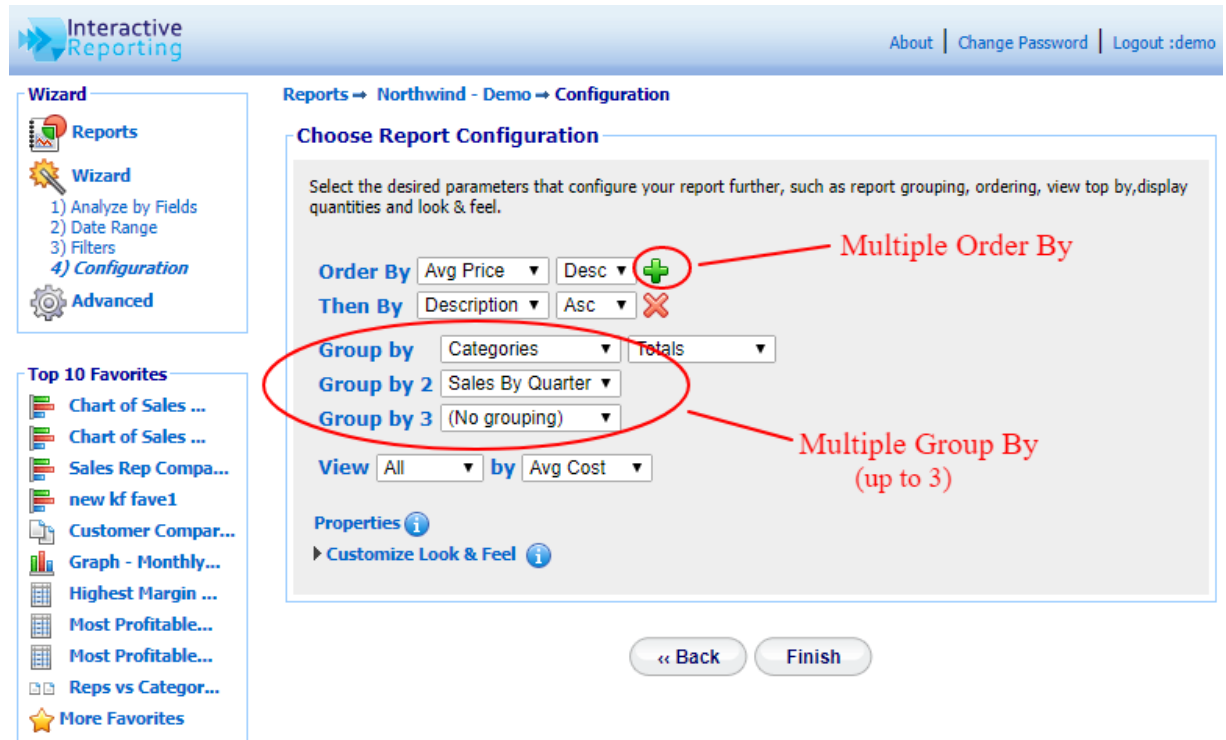 Interactive
Reporting
About | Change Password | Logout :demo
Wizard
Reports
Wizard
1) Analyze by Fields
2) Date Range
3) Filters
4) Configuration
Advanced
Top 10 Favorites
Chart of Sales ...
Chart of Sales ...
Sales Rep Compa...
new kf fave1
Customer Compar...
Graph - Monthly...
Highest Margin ...
Most Profitable...
Most Profitable...
Reps vs Categor...
More Favorites
Reports → Northwind - Demo → Configuration
Choose Report Configuration
Select the desired parameters that configure your report further, such as report grouping, ordering, view top by,display
quantities and look & feel.
Multiple Order By
Order By Avg Price Desc
Then By Description Asc
Group by Categories Totals
Group by 2 Sales By Quarter
Group by 3 (No grouping)
Multiple Group By
(up to 3)
View All by Avg Cost
Properties
Customize Look & Feel
‹‹ Back Finish